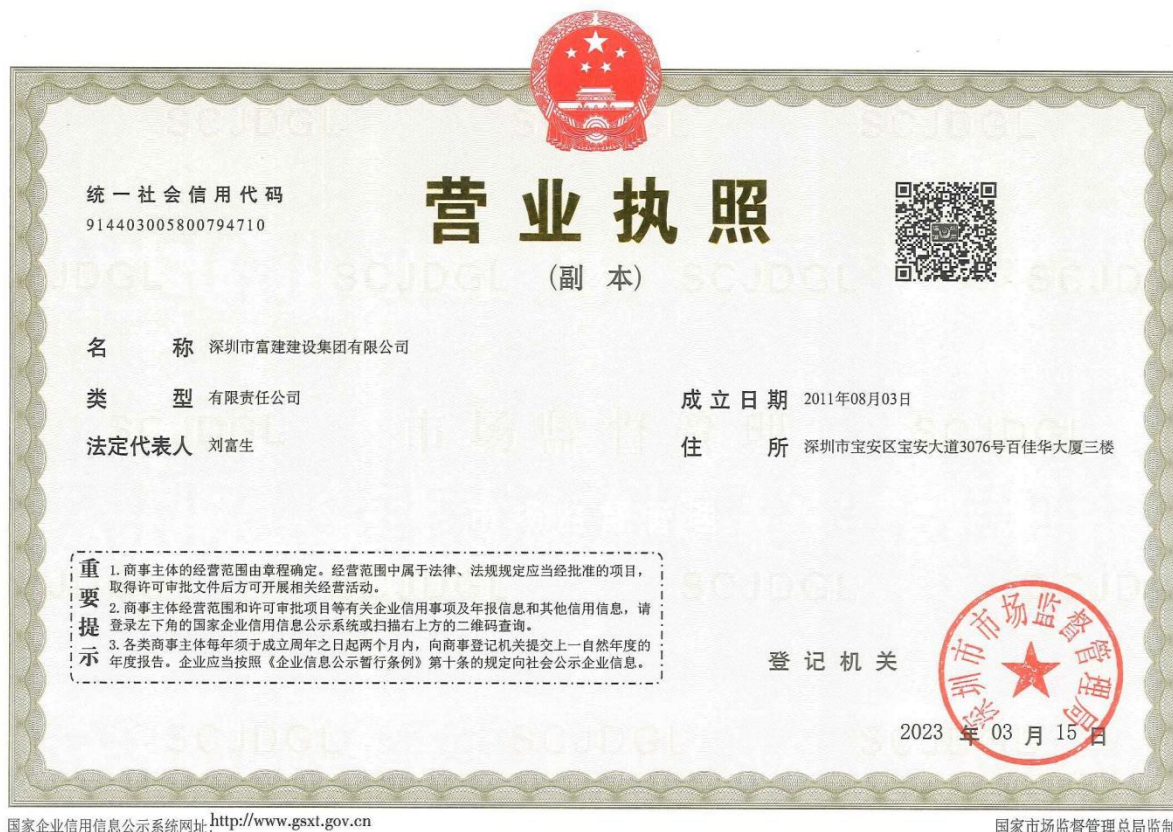 统一社会信用代码
914403005800794710
营业执照
(副 本)
名 称 深圳市富建建设集团有限公司
类 型 有限责任公司
法定代表人 刘富生
成立日期 2011年08月03日
住 所 深圳市宝安区宝安大道3076号百佳华大厦三楼
重要提示
1. 商事主体的经营范围由章程确定。经营范围中属于法律、法规规定应当经批准的项目，
取得许可审批文件后方可开展相关经营活动。
2. 商事主体经营范围和许可审批项目等有关企业信用事项及年报信息和其他信用信息，请
登录左下角的国家企业信用信息公示系统或扫描右上方的二维码查询。
3. 各类商事主体每年须于成立周年之日起两个月内，向商事登记机关提交上一自然年度的
年度报告。企业应当按照《企业信息公示暂行条例》第十条的规定向社会公示企业信息。
登记机关
深圳市市场监督管理局
2023 年 03 月 15 日
国家企业信用信息公示系统网址:http://www.gsxt.gov.cn
国家市场监督管理总局监制
SCJDGL